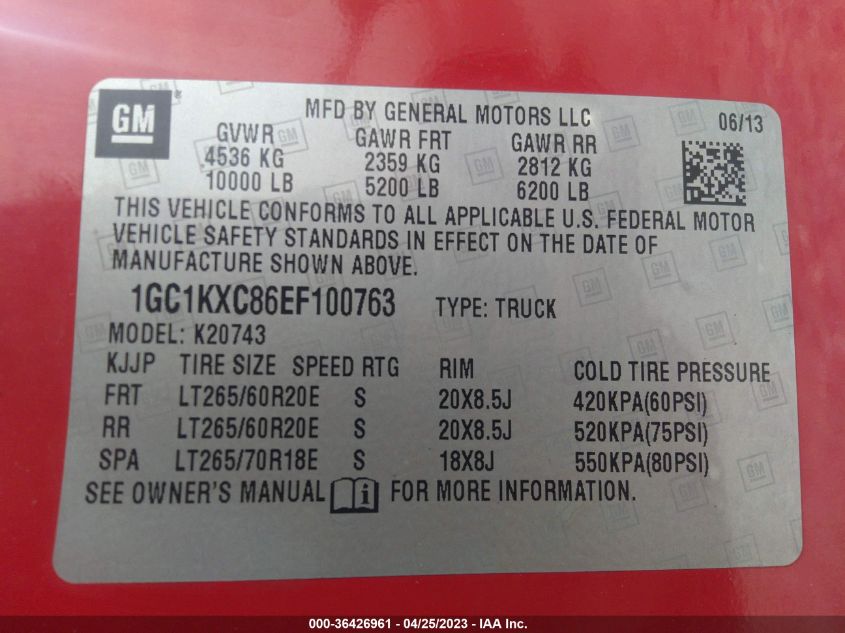 GM
MFD BY GENERAL MOTORS LLC
06/13
GVWR GAWR FRT GAWR RR
4536 KG 2359 KG 2812 KG
10000 LB 5200 LB 6200 LB
THIS VEHICLE CONFORMS TO ALL APPLICABLE U.S. FEDERAL MOTOR
VEHICLE SAFETY STANDARDS IN EFFECT ON THE DATE OF
MANUFACTURE SHOWN ABOVE.
1GC1KXC86EF100763 TYPE: TRUCK
MODEL: K20743
KJJP TIRE SIZE SPEED RTG RIM COLD TIRE PRESSURE
FRT LT265/60R20E S 20X8.5J 420KPA(60PSI)
RR LT265/60R20E S 20X8.5J 520KPA(75PSI)
SPA LT265/70R18E S 18X8J 550KPA(80PSI)
SEE OWNER'S MANUAL FOR MORE INFORMATION.
000-36426961 - 04/25/2023 - IAA Inc.